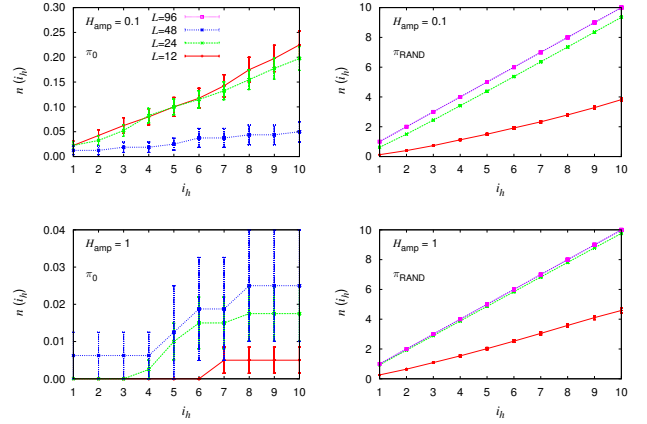 H_amp = 0.1
L=96
L=48
L=24
L=12
π_0
n (i_h)
0.30
0.25
0.20
0.15
0.10
0.05
0.00
1 2 3 4 5 6 7 8 9 10
i_h
H_amp = 0.1
π_RAND
n (i_h)
10
8
6
4
2
0
1 2 3 4 5 6 7 8 9 10
i_h
H_amp = 1
π_0
n (i_h)
0.04
0.03
0.02
0.01
0.00
1 2 3 4 5 6 7 8 9 10
i_h
H_amp = 1
π_RAND
n (i_h)
10
8
6
4
2
0
1 2 3 4 5 6 7 8 9 10
i_h